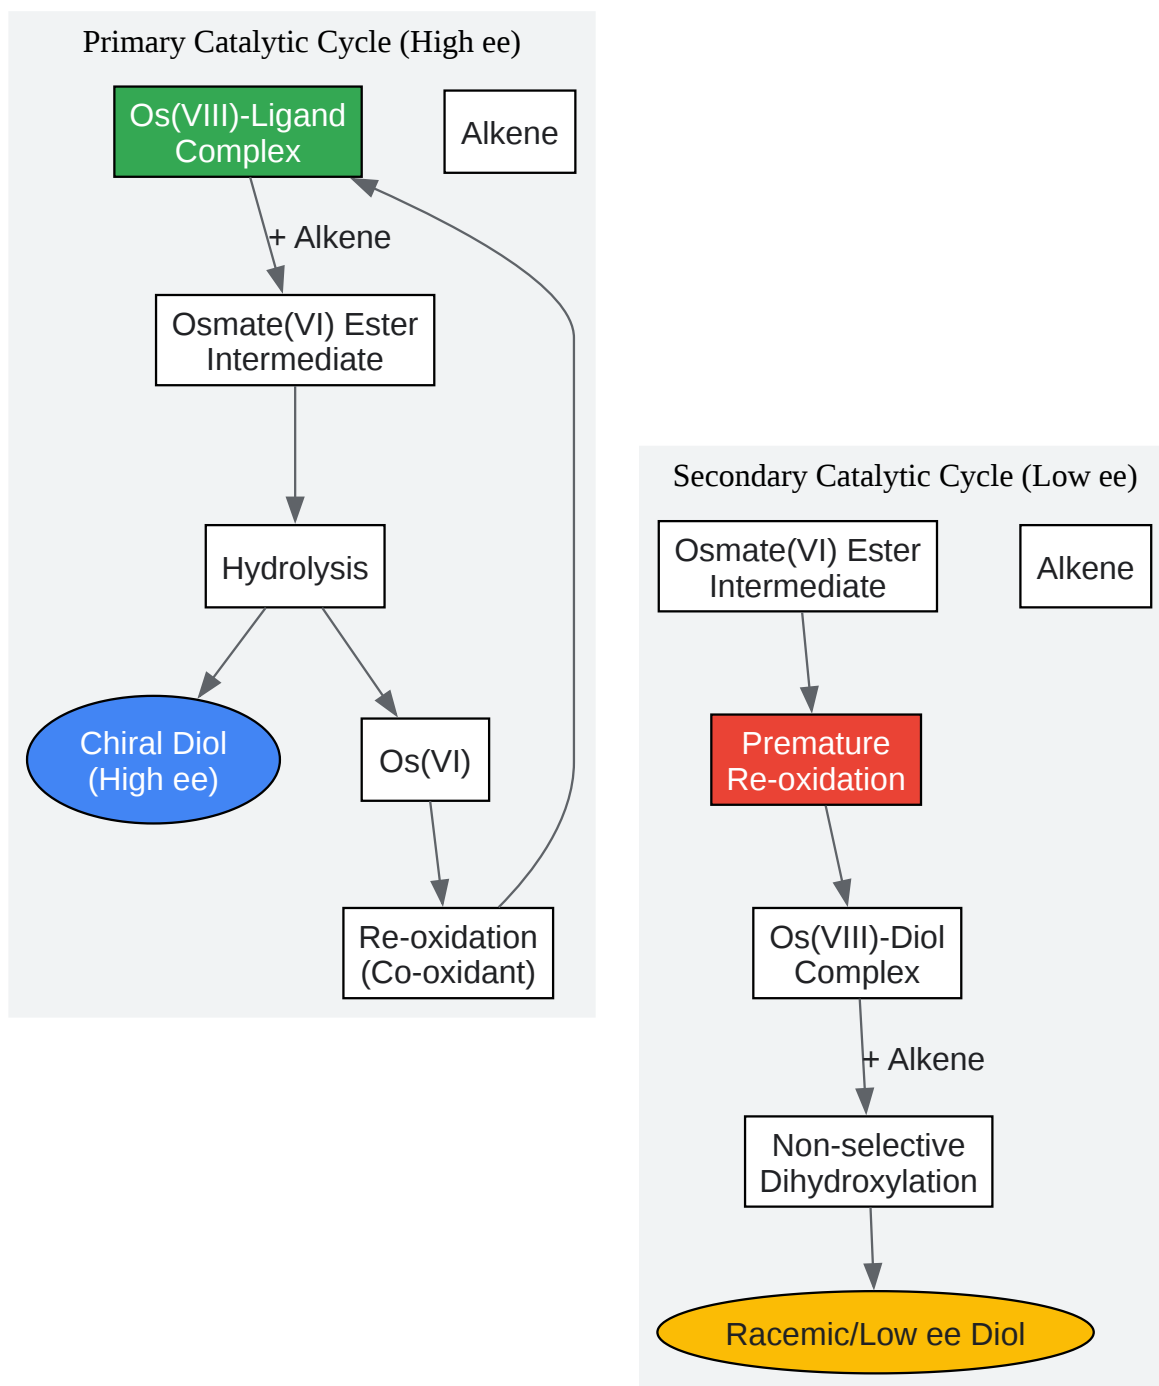 Primary Catalytic Cycle (High ee)
Os(VIII)-Ligand
Complex
Alkene
+ Alkene
Osmate(VI) Ester
Intermediate
Hydrolysis
Chiral Diol
(High ee)
Os(VI)
Re-oxidation
(Co-oxidant)
Secondary Catalytic Cycle (Low ee)
Osmate(VI) Ester
Intermediate
Alkene
Premature
Re-oxidation
Os(VIII)-Diol
Complex
+ Alkene
Non-selective
Dihydroxylation
Racemic/Low ee Diol